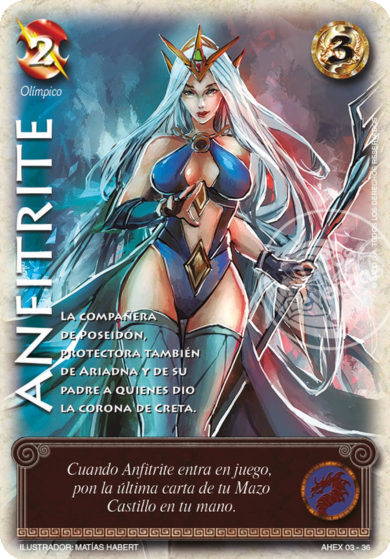 2
3
Olímpico
ANFITRITE
LA COMPAÑERA
DE POSEIDÓN,
PROTECTORA TAMBIÉN
DE ARIADNA Y DE SU
PADRE A QUIENES DIO
LA CORONA DE CRETA.
Cuando Anfitrite entra en juego,
pon la última carta de tu Mazo
Castillo en tu mano.
ILUSTRADOR: MATÍAS HABERT
AHEX 03 - 36